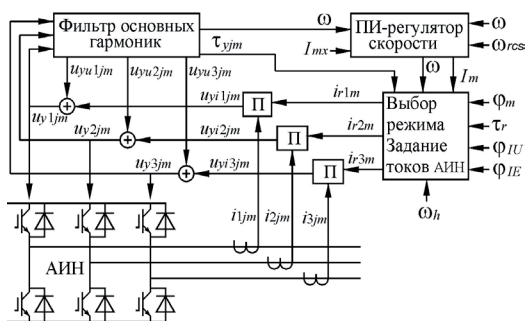 Фильтр основных гармоник
ω
τyjm
Imx
ПИ-регулятор скорости
ω
ωrcs
uyu1jm
uyu2jm
uyu3jm
ω
Im
uy1jm
uyi1jm
П
ir1m
uy2jm
uyi2jm
П
ir2m
uy3jm
uyi3jm
П
ir3m
Выбор режима
Задание токов АИН
φm
τr
φIU
φIE
ωh
i1jm
i2jm
i3jm
АИН